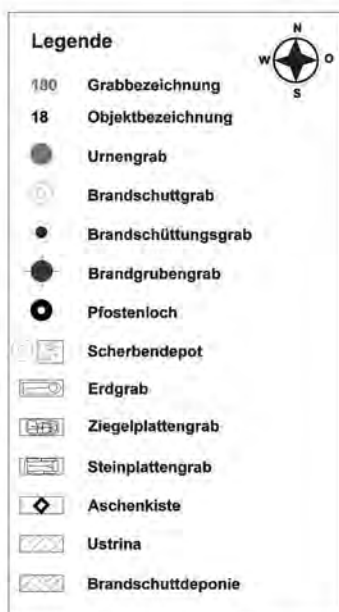 Legende
N
W O
S
180 Grabbezeichnung
18 Objektbezeichnung
Urnengrab
Brandschuttgrab
Brandschüttungsgrab
Brandgrubengrab
Pfostenloch
Scherbendepot
Erdgrab
Ziegelplattengrab
Steinplattengrab
Aschenkiste
Ustrina
Brandschuttdeponie